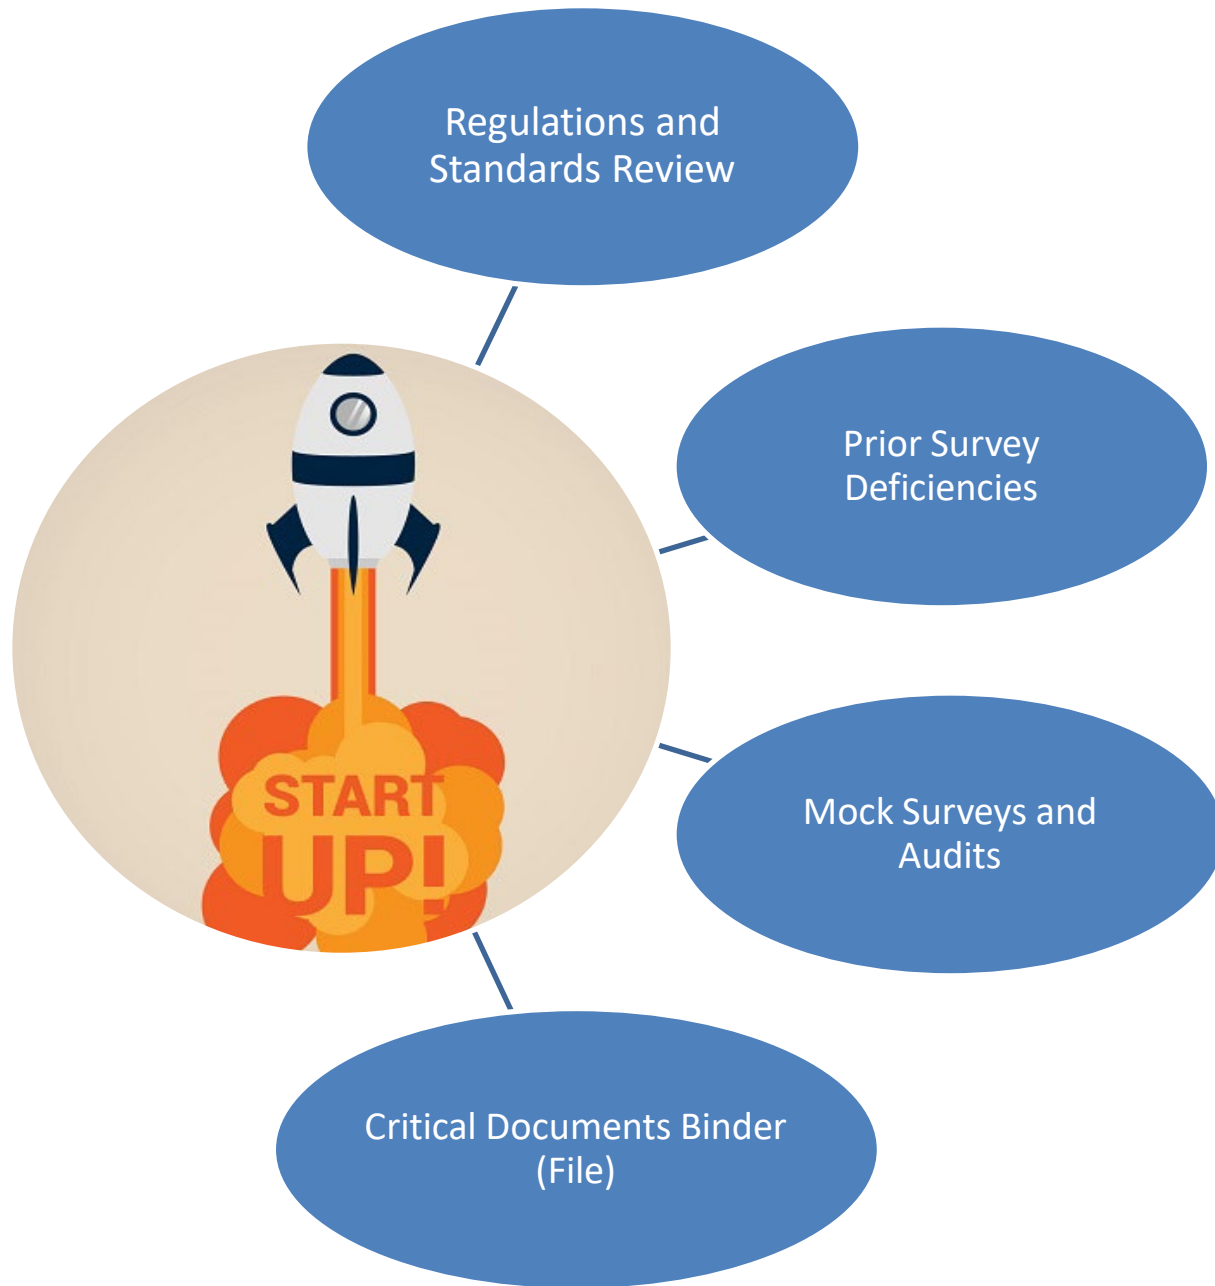 Regulations and
Standards Review
Prior Survey
Deficiencies
START
UP!
Mock Surveys and
Audits
Critical Documents Binder
(File)